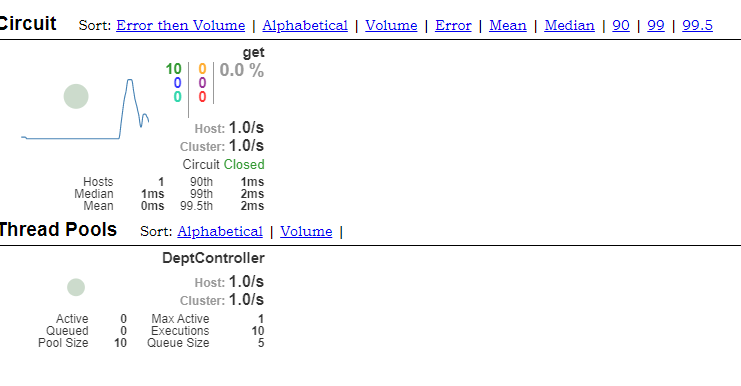 Circuit Sort: Error then Volume | Alphabetical | Volume | Error | Mean | Median | 90 | 99 | 99.5
get
10 0 0.0 %
0 0
0 0
Host: 1.0/s
Cluster: 1.0/s
Circuit Closed
Hosts 1 90th 1ms
Median 1ms 99th 2ms
Mean 0ms 99.5th 2ms
Thread Pools Sort: Alphabetical | Volume |
DeptController
Host: 1.0/s
Cluster: 1.0/s
Active 0 Max Active 1
Queued 0 Executions 10
Pool Size 10 Queue Size 5